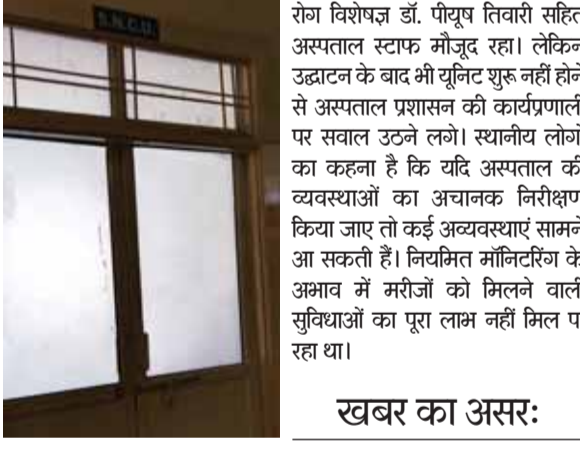 S.N.C.U.
रोग विशेषज्ञ डॉ. पीयूष तिवारी सहित
अस्पताल स्टाफ मौजूद रहा। लेकिन
उद्घाटन के बाद भी यूनिट शुरू नहीं होने
से अस्पताल प्रशासन की कार्यप्रणाली
पर सवाल उठने लगे। स्थानीय लोगों
का कहना है कि यदि अस्पताल की
व्यवस्थाओं का अचानक निरीक्षण
किया जाए तो कई अव्यवस्थाएं सामने
आ सकती हैं। नियमित मॉनिटरिंग के
अभाव में मरीजों को मिलने वाली
सुविधाओं का पूरा लाभ नहीं मिल पा
रहा था।
खबर का असरः